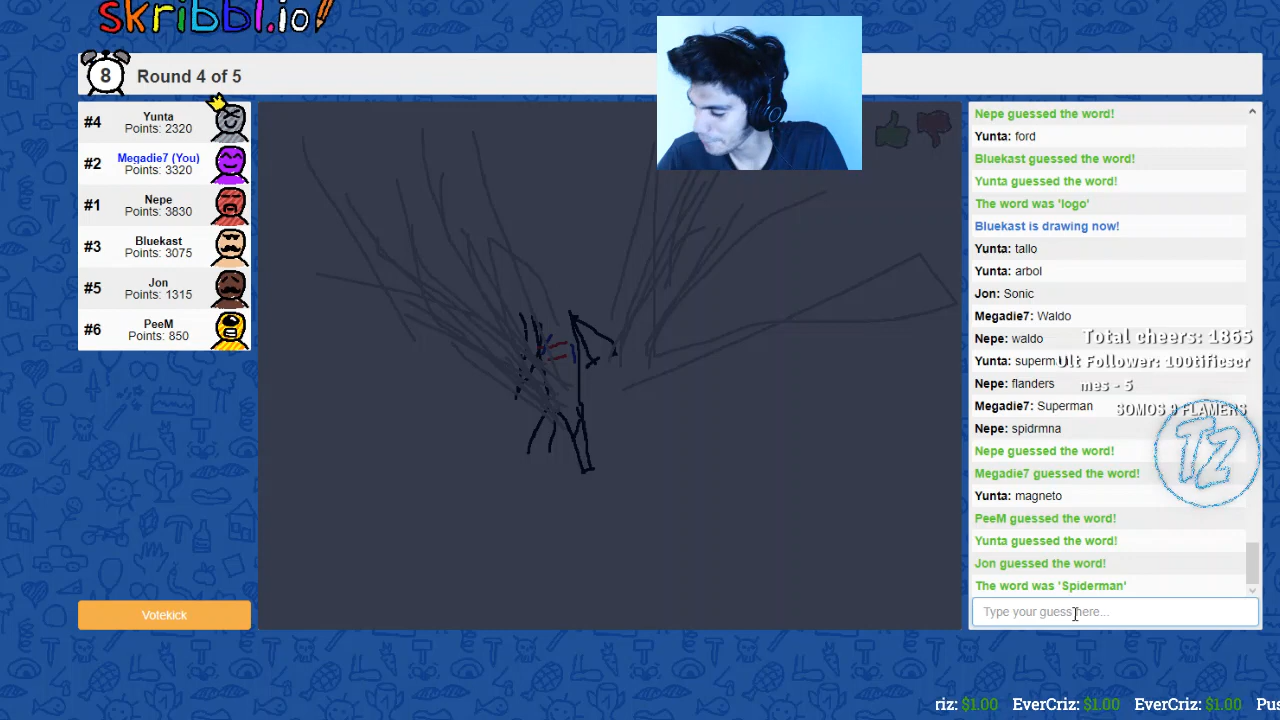 skribbl.io
8
Round 4 of 5
#4
Yunta
Points: 2320
#2
Megadie7 (You)
Points: 3320
#1
Nepe
Points: 3830
#3
Bluekast
Points: 3075
#5
Jon
Points: 1315
#6
PeeM
Points: 850
Votekick
Nepe guessed the word!
Yunta: ford
Bluekast guessed the word!
Yunta guessed the word!
The word was 'logo'
Bluekast is drawing now!
Yunta: tallo
Yunta: arbol
Jon: Sonic
Megadie7: Waldo
Nepe: waldo
Total cheers: 1865
Yunta: superm
Ult Follower: 100tificscr
Nepe: flanders
mes - 5
Megadie7: Superman
SOMOS 0 FLAMERS
Nepe: spidrmna
Nepe guessed the word!
TZ
Megadie7 guessed the word!
Yunta: magneto
PeeM guessed the word!
Yunta guessed the word!
Jon guessed the word!
The word was 'Spiderman'
Type your guess here...
riz: $1.00 EverCriz: $1.00 EverCriz: $1.00 Pus